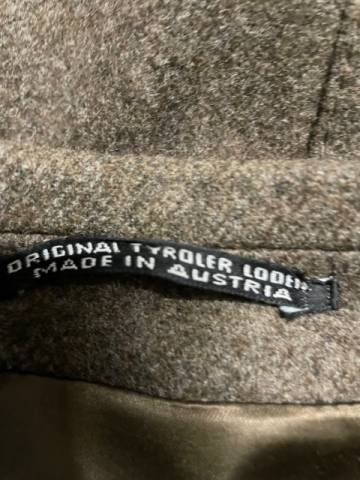 ORIGINAL TYROLER LODEN
MADE IN AUSTRIA